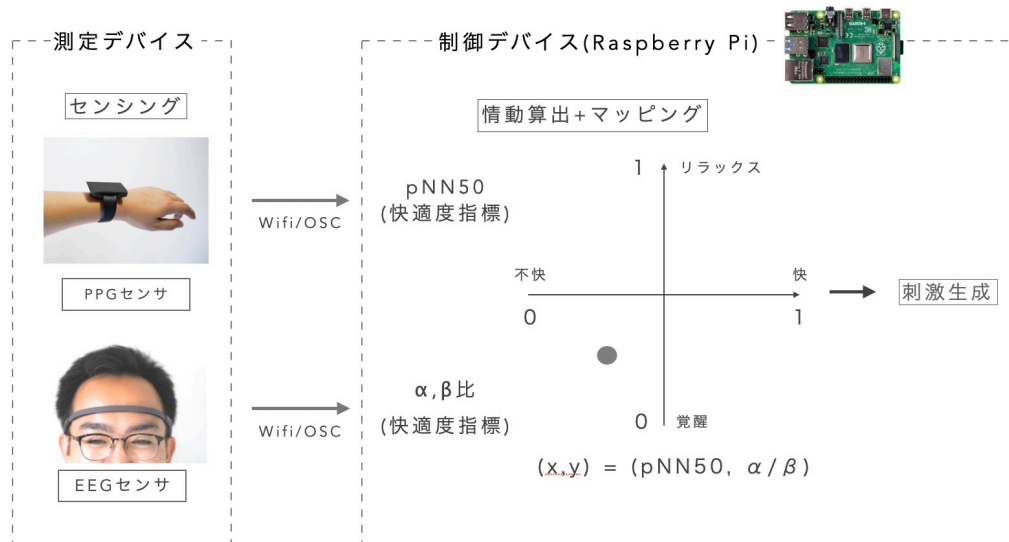 測定デバイス
制御デバイス(Raspberry Pi)
センシング
情動算出+マッピング
1
リラックス
pNN50
(快適度指標)
Wifi/OSC
不快
快
PPGセンサ
刺激生成
0
1
α,β比
(快適度指標)
Wifi/OSC
0
覚醒
(x,y) = (pNN50, α/β)
EEGセンサ